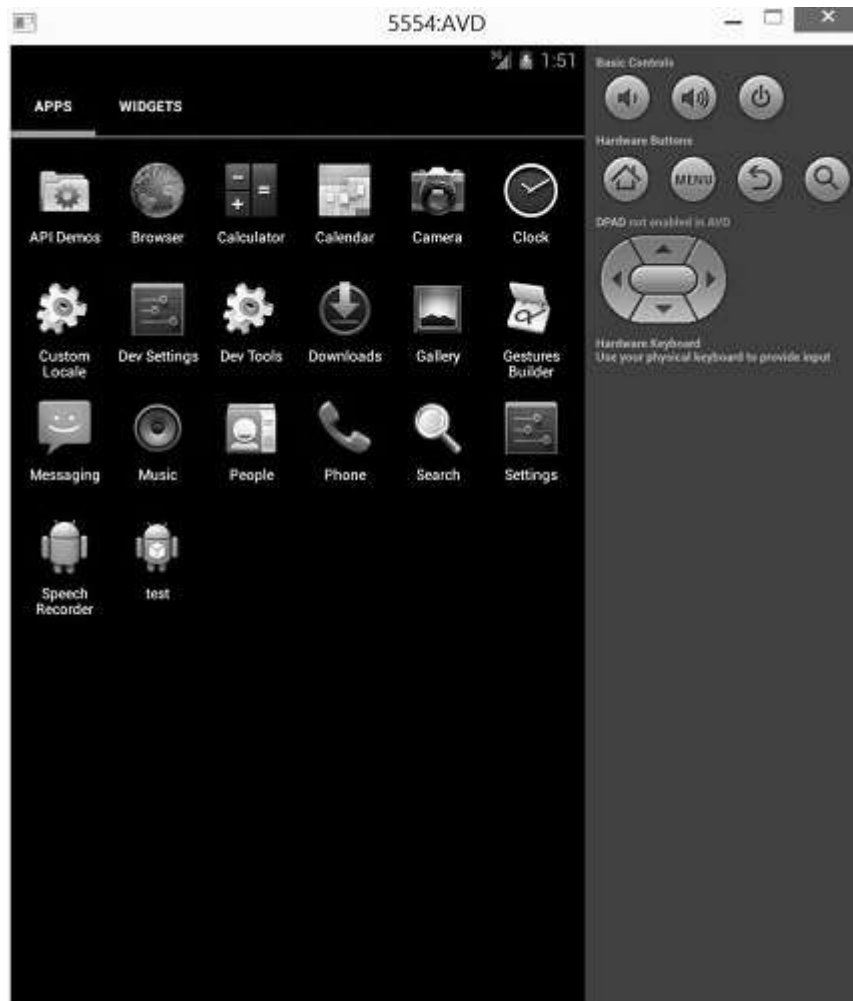 5554:AVD
3G 1:51
APPS WIDGETS
API Demos Browser Calculator Calendar Camera Clock
Custom Locale Dev Settings Dev Tools Downloads Gallery Gestures Builder
Messaging Music People Phone Search Settings
Speech Recorder test
Basic Controls
Hardware Buttons
MENU
DPAD not enabled in AVD
Hardware Keyboard
Use your physical keyboard to provide input